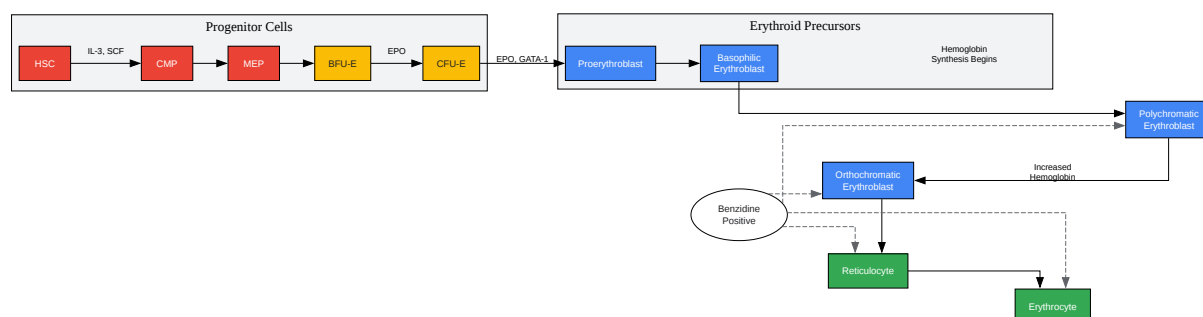 Progenitor Cells
HSC
IL-3, SCF
CMP
MEP
BFU-E
EPO
CFU-E
EPO, GATA-1
Erythroid Precursors
Proerythroblast
Basophilic
Erythroblast
Hemoglobin
Synthesis Begins
Polychromatic
Erythroblast
Increased
Hemoglobin
Orthochromatic
Erythroblast
Benzidine
Positive
Reticulocyte
Erythrocyte